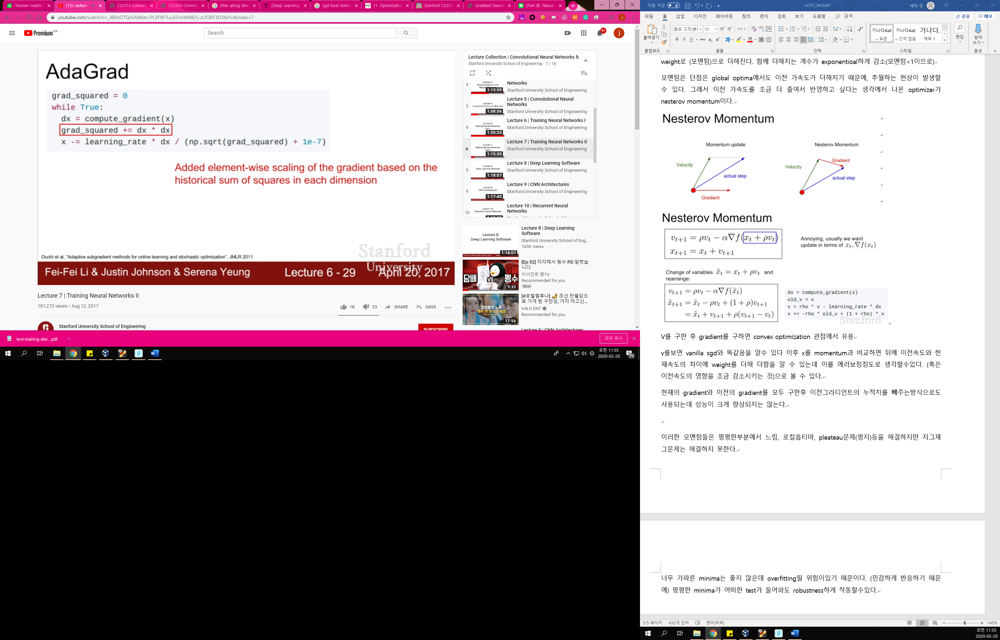 'hessian matrix'
(15) Lecture
CS231n Convolu
CS231n Convolu
jitter along steep
[Deep Learning]
sgd local minim
11. Optimization
Stanford CS231n
Gradient Descen
[Part Ⅲ. Neural
youtube.com/watch?v=_JB0AO7QxSA&list=PL3FW7Lu3i5JvHM8ljYj-zLfQRF3EO8sYv&index=7
Premium KR
Search
9+
j
AdaGrad
grad_squared = 0
while True:
dx = compute_gradient(x)
grad_squared += dx * dx
x -= learning_rate * dx / (np.sqrt(grad_squared) + 1e-7)
Added element-wise scaling of the gradient based on the
historical sum of squares in each dimension
Duchi et al, "Adaptive subgradient methods for online learning and stochastic optimization", JMLR 2011
Stanford
University
Fei-Fei Li & Justin Johnson & Serena Yeung
Lecture 6 - 29
April 20, 2017
Lecture 7 | Training Neural Networks II
181,270 views • Aug 12, 2017
1K
23
SHARE
SAVE
Stanford University School of Engineering
SUBSCRIBE
Lecture Collection | Convolutional Neural Networks fo
Stanford University School of Engineering - 7 / 16
4
1:13:59
Networks
Stanford University School of Engineering
5
1:08:56
Lecture 5 | Convolutional Neural
Networks
Stanford University School of Engineering
6
1:20:20
Lecture 6 | Training Neural Networks I
Stanford University School of Engineering
1:15:30
Lecture 7 | Training Neural Networks II
Stanford University School of Engineering
8
1:18:07
Lecture 8 | Deep Learning Software
Stanford University School of Engineering
9
1:17:40
Lecture 9 | CNN Architectures
Stanford University School of Engineering
10
Lecture 10 | Recurrent Neural
Networks
Lecture 8:
Deep Learning Software
1:18:07
Lecture 8 | Deep Learning
Software
Stanford University School of Eng...
163K views
담배 VS 펭수
9:32
[Ep.92] 지각해서 펭수 PD 잘렸습
니다
자이언트 펭TV
Recommended for you
New
17:56
[#호텔델루나] 🌙 조선 만월당으
로 가게 된 구찬성, 거지 마고신...
tvN D ENT
Recommended for you
Lecture 9 | CNN Architectures
lec4-training-dee....pdf
모두 표시
오전 11:55
2020-02-20
20
자동 저장
끔
cs231_lecture7
새하 정
파일 홈 삽입 디자인 레이아웃 참조 편지 검토 보기 도움말 검색
공유
메모
붙여넣기
맑은 고딕(본문
10
가나다AaB
가나다AaB
가나다.
표준
간격 없음
제목 1
편집
받아
쓰기
클립보드
글꼴
단락
스타일
음성
weight로 (모멘텀)으로 더해진다. 함께 더해지는 계수가 exponentioal하게 감소(모멘텀<1이므로)
모멘텀은 단점은 global optima에서도 이전 가속도가 더해지기 때문에, 추월하는 현상이 발생할
수 있다. 그래서 이전 가속도를 조금 더 줄여서 반영하고 싶다는 생각에서 나온 optimizer가
nesterov momentum이다.
Nesterov Momentum
Momentum update:
Nesterov Momentum
Velocity
actual step
Gradient
Velocity
Gradient
actual step
Nesterov Momentum
v_{t+1} = ρv_t − α∇f(x_t + ρv_t)
x_{t+1} = x_t + v_{t+1}
Annoying, usually we want
update in terms of x_t, ∇f(x_t)
Change of variables x̃_t = x_t + ρv_t and
rearrange:
v_{t+1} = ρv_t − α∇f(x̃_t)
x̃_{t+1} = x̃_t − ρv_t + (1 + ρ)v_{t+1}
= x̃_t + v_{t+1} + ρ(v_{t+1} − v_t)
dx = compute_gradient(x)
old_v = v
v = rho * v - learning_rate * dx
x += -rho * old_v + (1 + rho) * v
Stanford
V를 구한 후 gradient를 구하면 convex optimization 관점에서 유용
v를보면 vanilla sgd와 똑같음을 알수 있다 이후 x를 momentum과 비교하면 뒤에 이전속도와 현
재속도의 차이에 weight를 더해 더함을 알 수 있는데 이를 에러보정정도로 생각할수있다. (혹은
이전속도의 영향을 조금 감소시키는 것)으로 볼 수 있다.
현재의 gradient와 이전의 gradient를 모두 구한후 이전그라디언트의 누적치를 빼주는방식으로도
사용되는데 성능이 크게 향상되지는 않는다.
이러한 모멘텀들은 평평한부분에서 느림, 로컬옵티마, pleateau문제(평지)등을 해결하지만 지그재
그문제는 해결하지 못한다.
너무 가파른 minima는 좋지 않은데 overfitting될 위험이있기 때문이다. (민감하게 반응하기 때문
에) 평평한 minima가 어떠한 test가 들어와도 robustness하게 작동할수있다.
5/5 페이지
432개 단어
영어(미국)
140%
오전 11:55
2020-02-20